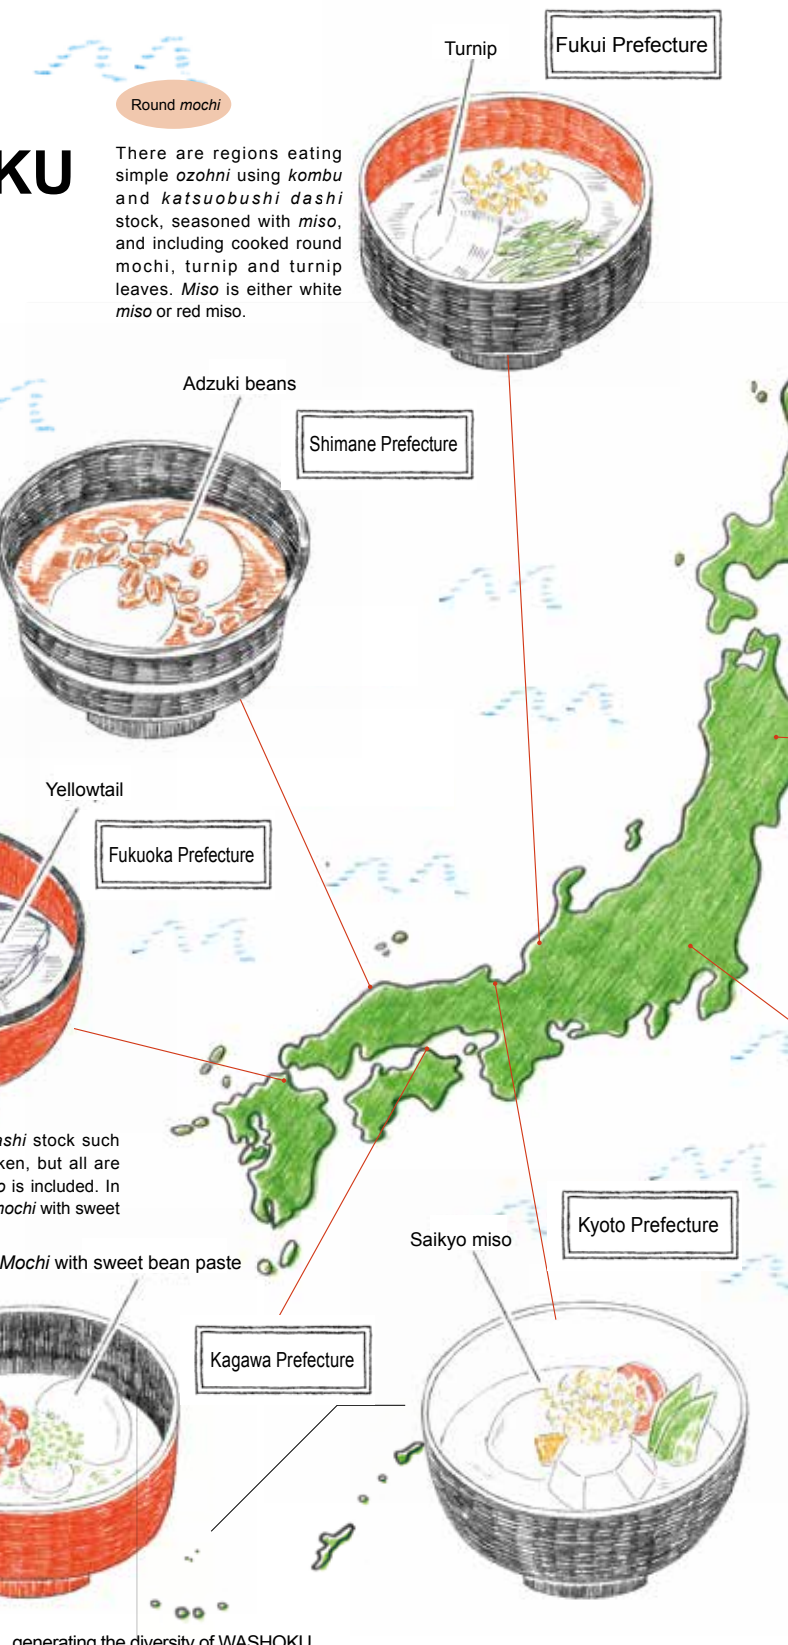 Turnip
Fukui Prefecture
Round mochi
KU
There are regions eating
simple ozohni using kombu
and katsuobushi dashi
stock, seasoned with miso,
and including cooked round
mochi, turnip and turnip
leaves. Miso is either white
miso or red miso.
Adzuki beans
Shimane Prefecture
Yellowtail
Fukuoka Prefecture
ashi stock such
ken, but all are
o is included. In
mochi with sweet
Kyoto Prefecture
Saikyo miso
Mochi with sweet bean paste
Kagawa Prefecture
generating the diversity of WASHOKU